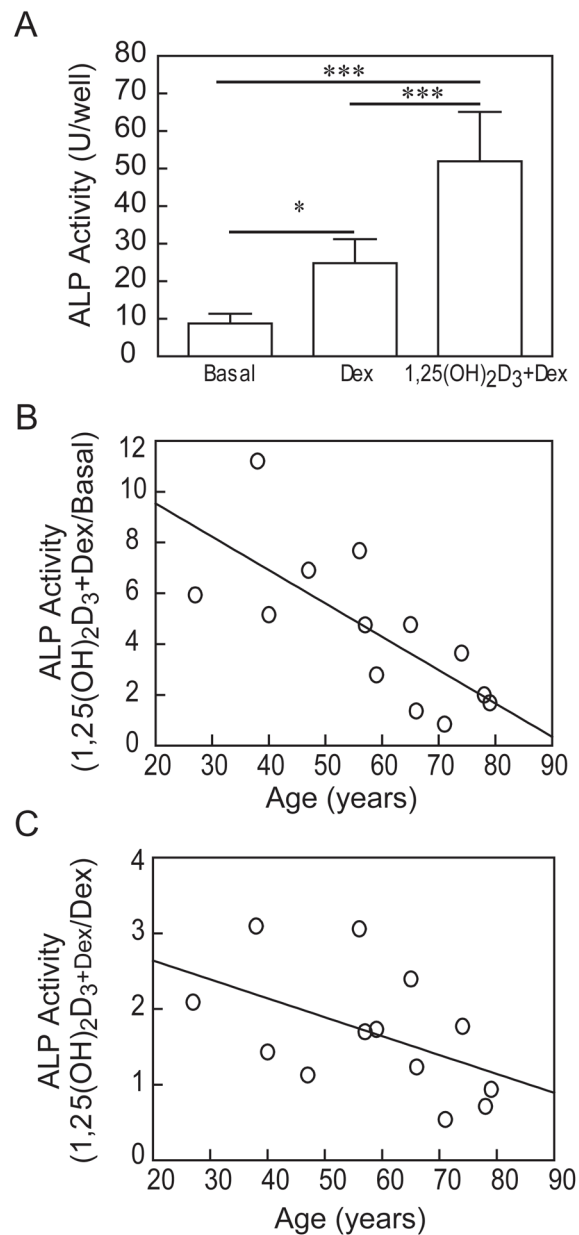 A
ALP Activity (U/well)
80
70
60
50
40
30
20
10
0
***
***
*
Basal Dex 1,25(OH)2D3+Dex
B
ALP Activity
(1,25(OH)2D3+Dex/Basal)
12
10
8
6
4
2
0
20 30 40 50 60 70 80 90
Age (years)
C
ALP Activity
(1,25(OH)2D3+Dex/Dex)
4
3
2
1
0
20 30 40 50 60 70 80 90
Age (years)